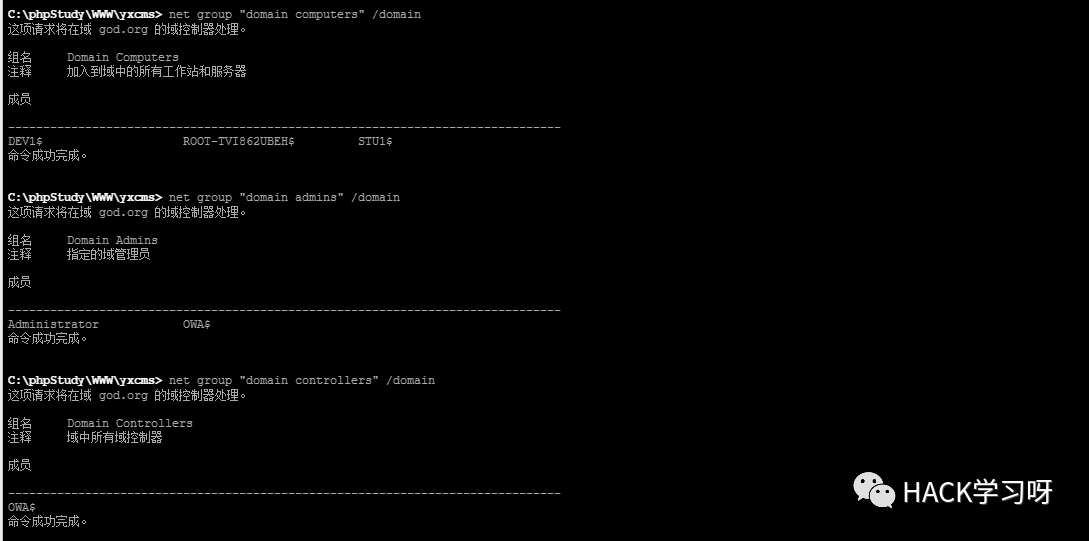 C:\phpStudy\WWW\yxcms> net group "domain computers" /domain
这项请求将在域 god.org 的域控制器处理。
组名     Domain Computers
注释     加入到域中的所有工作站和服务器
成员
-------------------------------------------------------------------------------
DEV1$                    ROOT-TVI862UBEH$         STU1$
命令成功完成。
C:\phpStudy\WWW\yxcms> net group "domain admins" /domain
这项请求将在域 god.org 的域控制器处理。
组名     Domain Admins
注释     指定的域管理员
成员
-------------------------------------------------------------------------------
Administrator            OWA$
命令成功完成。
C:\phpStudy\WWW\yxcms> net group "domain controllers" /domain
这项请求将在域 god.org 的域控制器处理。
组名     Domain Controllers
注释     域中所有域控制器
成员
-------------------------------------------------------------------------------
OWA$
命令成功完成。
HACK学习呀